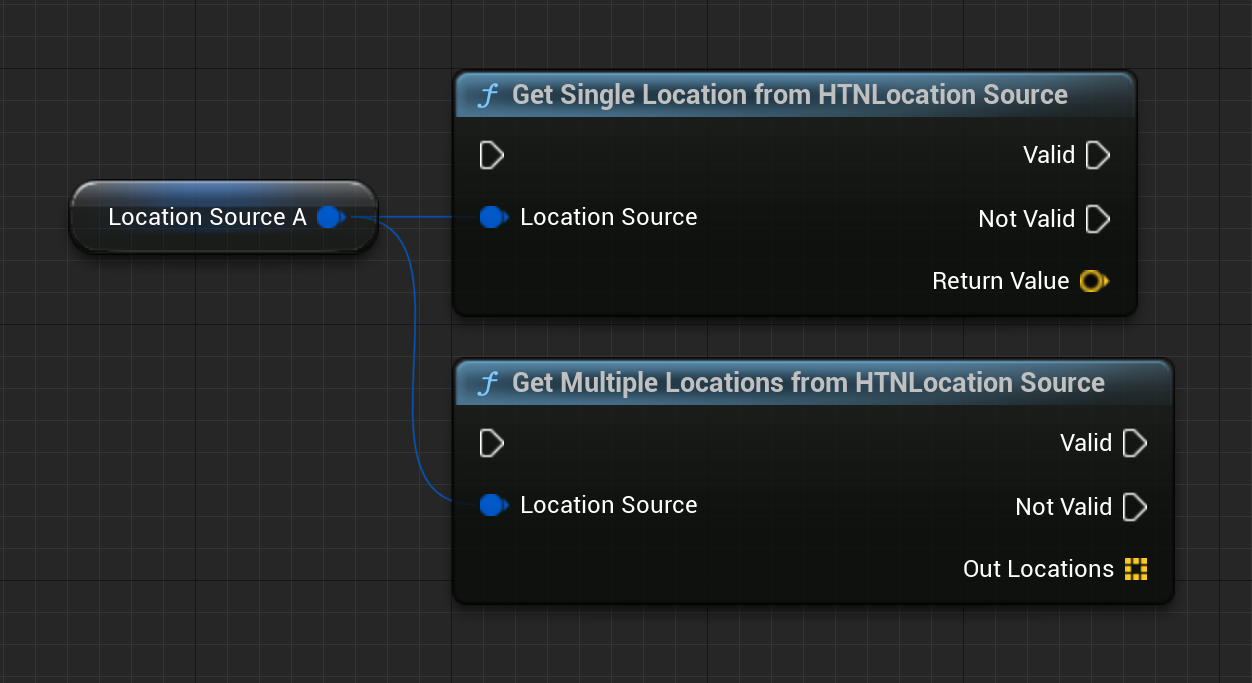 Get Single Location from HTNLocation Source
Valid
Location Source A
Location Source
Not Valid
Return Value
Get Multiple Locations from HTNLocation Source
Valid
Location Source
Not Valid
Out Locations